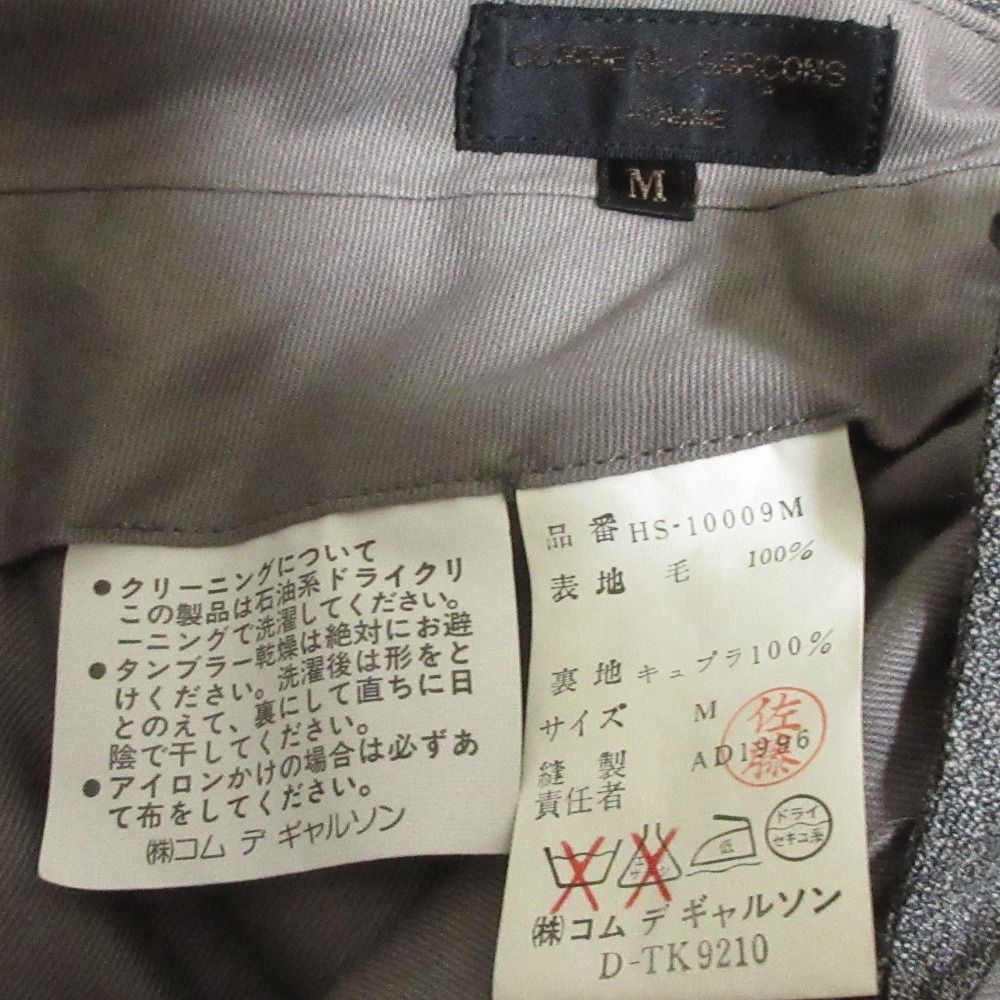 COMME des GARÇONS
HOMME
M
●クリーニングについて
この製品は石油系ドライクリ
ーニングで洗濯してください。
●タンブラー乾燥は絶対にお避
けください。洗濯後は形をと
とのえて、裏にして直ちに日
陰で干してください。
●アイロンかけの場合は必ずあ
て布をしてください。
㈱コム デ ギャルソン
品番 HS-10009M
表地 毛 100%
裏地 キュプラ100%
サイズ M
縫製 AD1996
責任者
佐藤
低
ドライ
セキユ系
㈱コム デ ギャルソン
D-TK9210